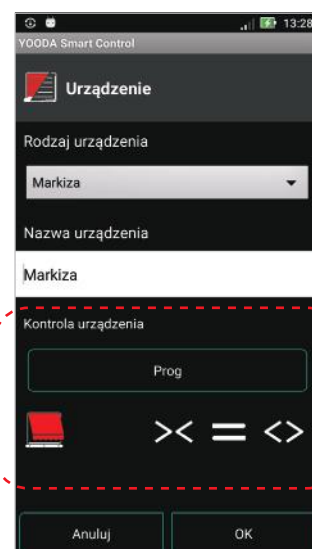 13:28
YOODA Smart Control
Urządzenie
Rodzaj urządzenia
Markiza
Nazwa urządzenia
Markiza
Kontrola urządzenia
Prog
>< = <>
Anuluj OK